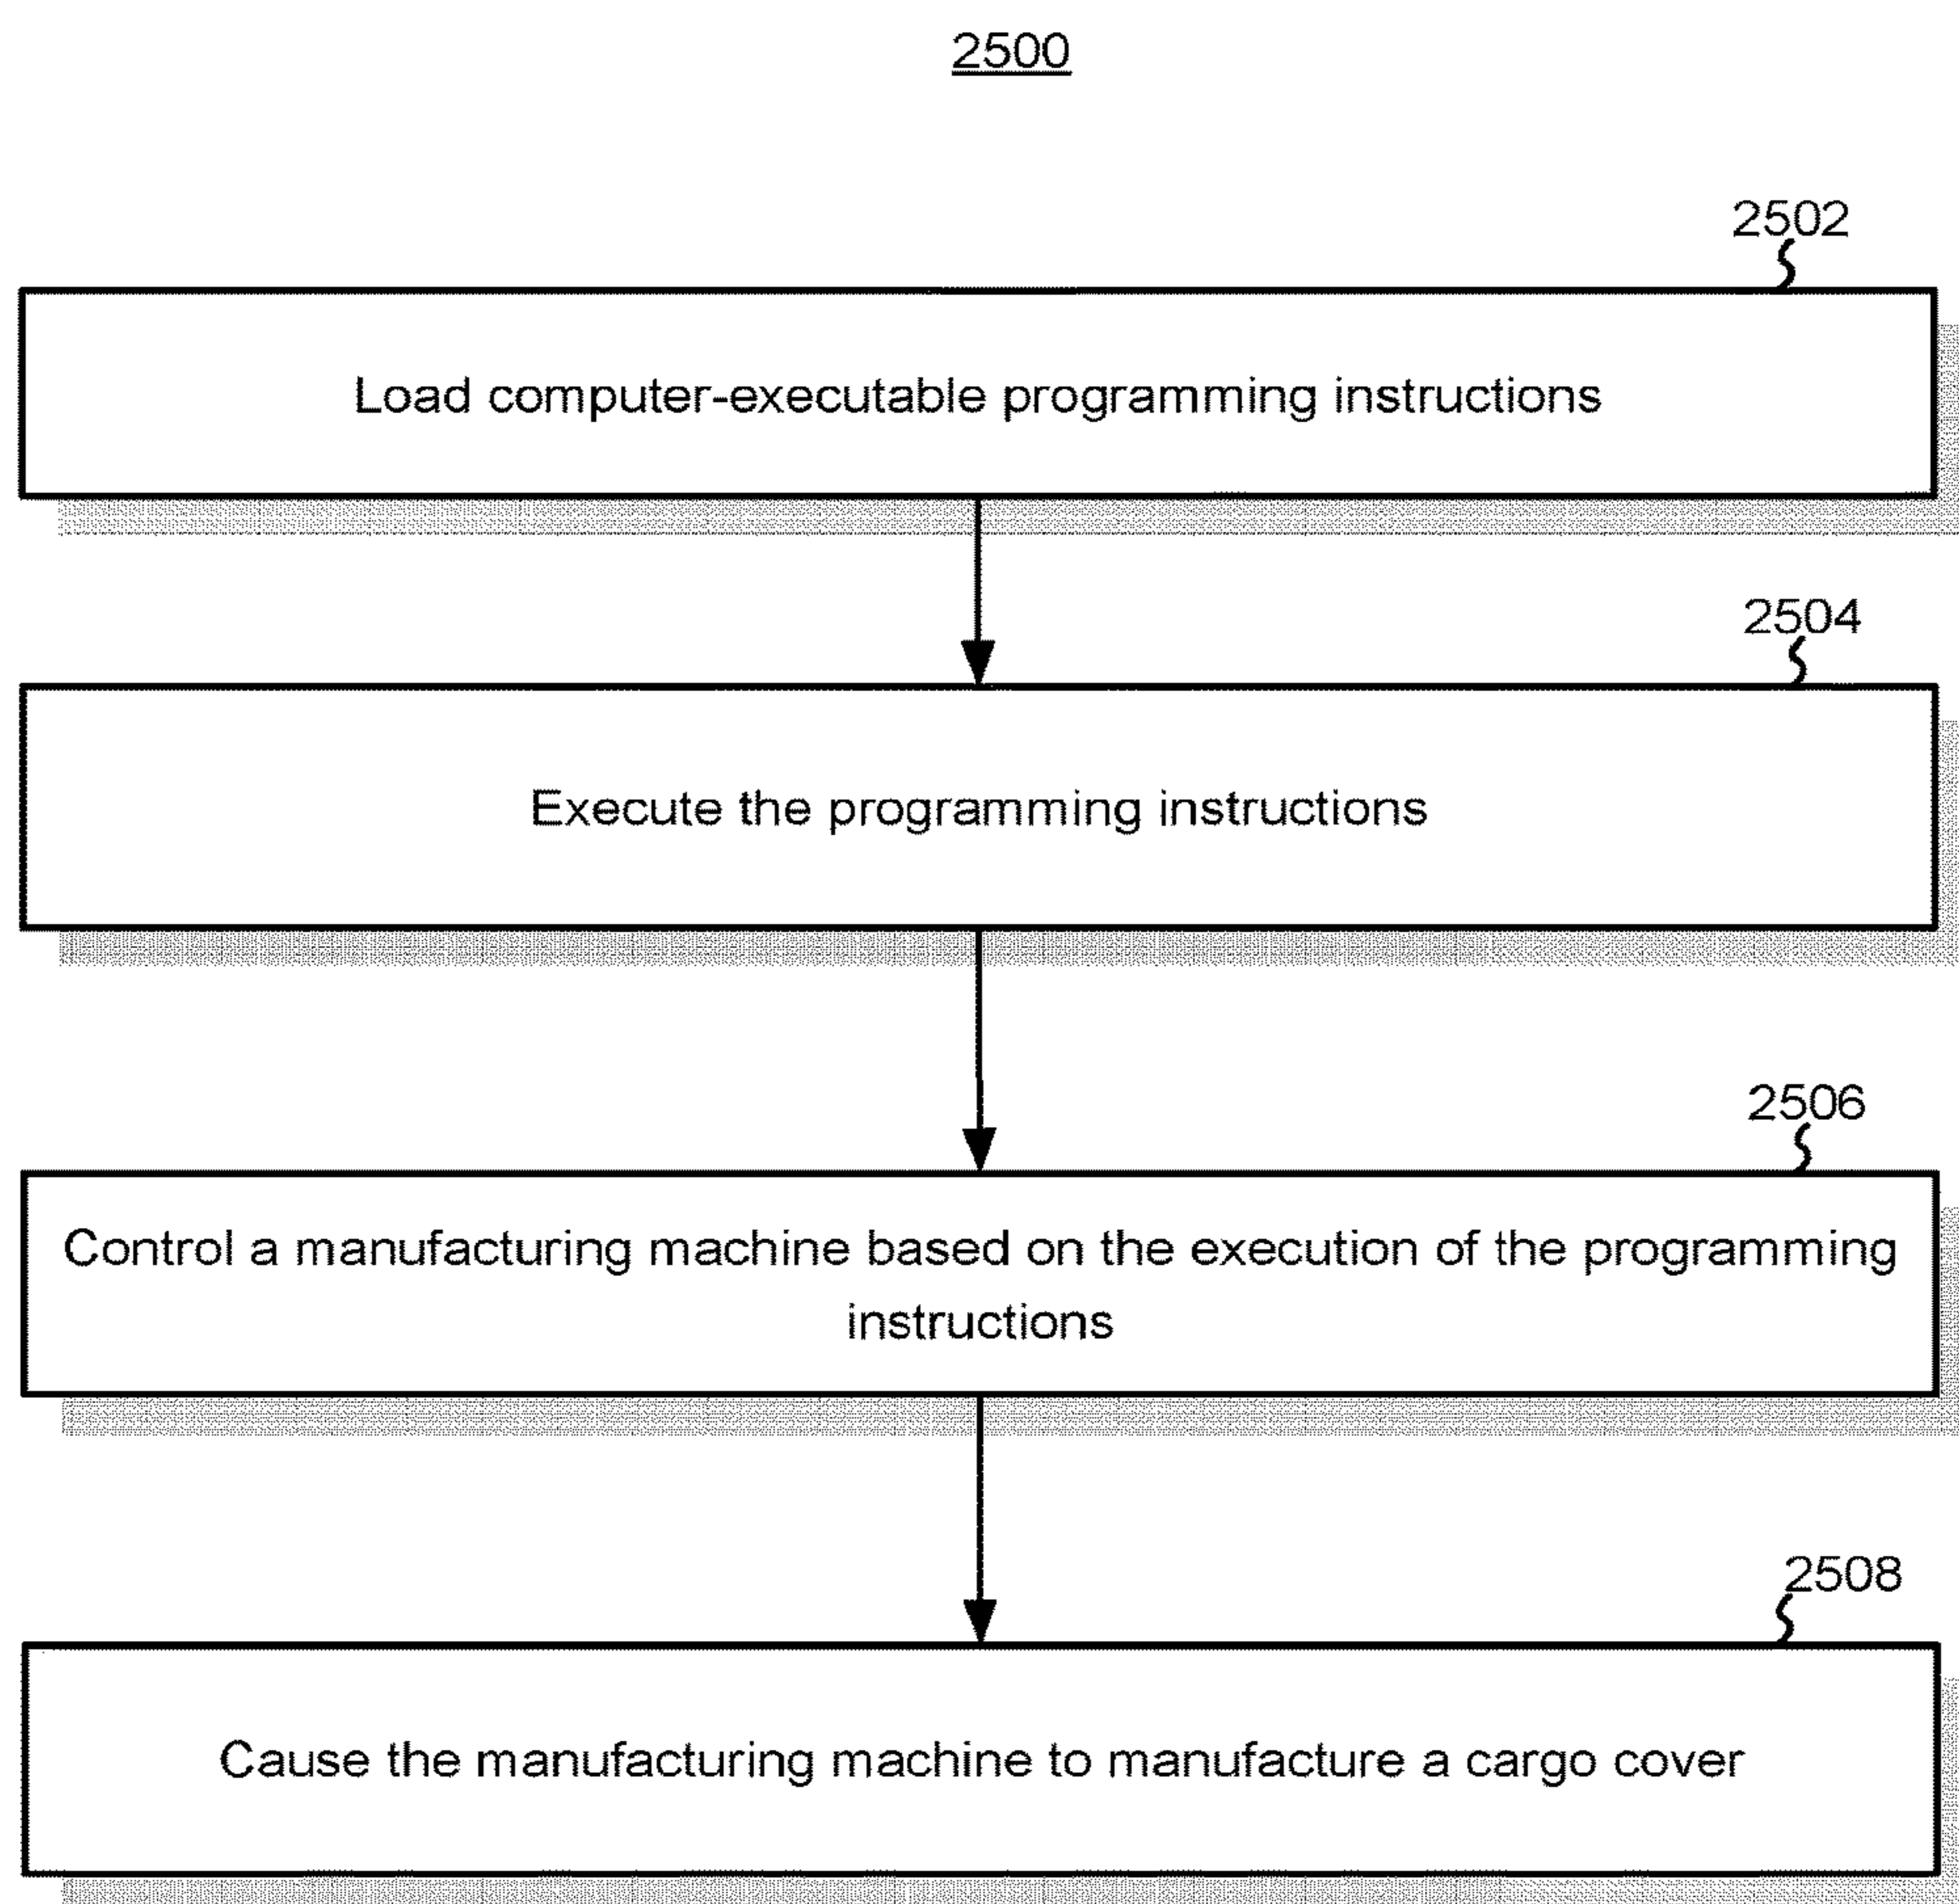 2500
2502
Load computer-executable programming instructions
2504
Execute the programming instructions
2506
Control a manufacturing machine based on the execution of the programming
instructions
2508
Cause the manufacturing machine to manufacture a cargo cover